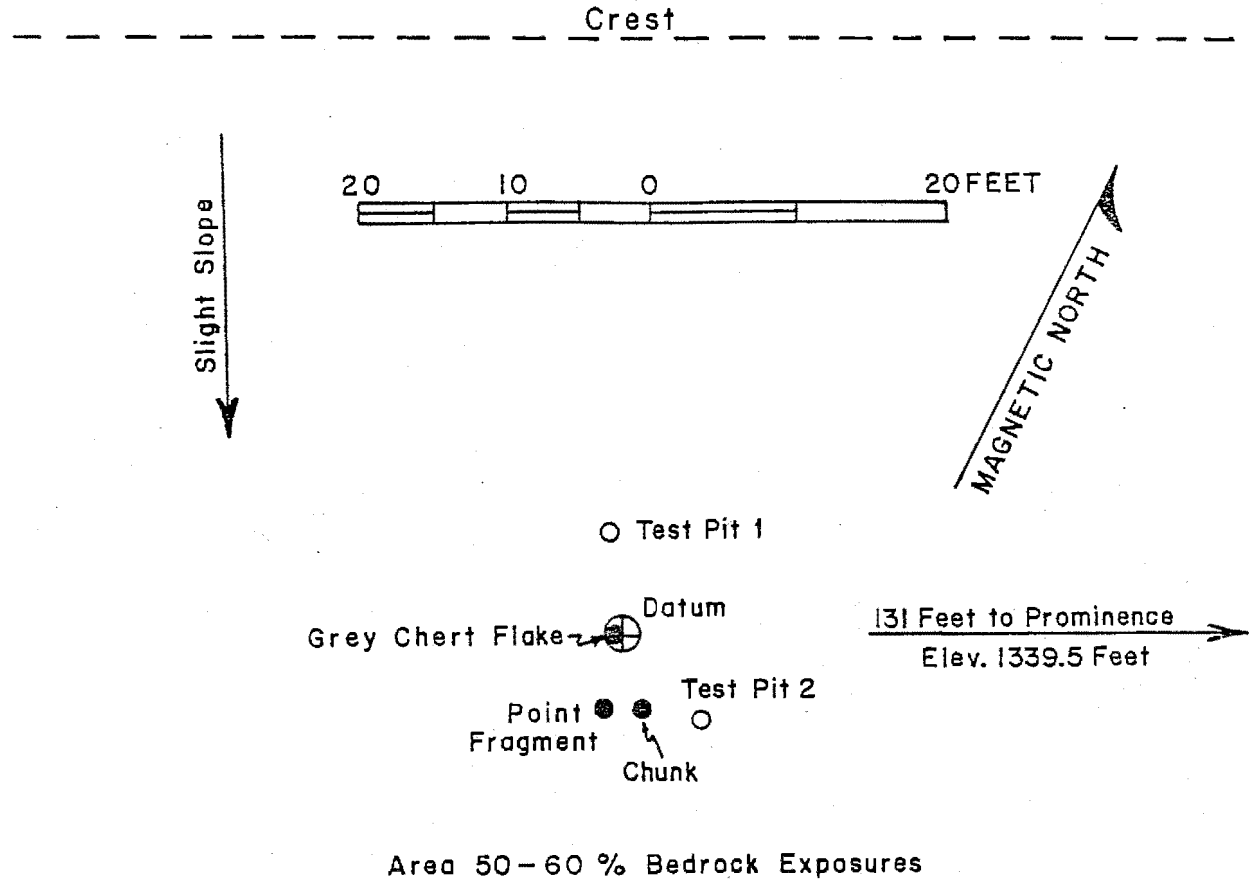 Crest
20 10 0 20 FEET
Slight Slope
MAGNETIC NORTH
Test Pit 1
Datum
Grey Chert Flake
131 Feet to Prominence
Elev. 1339.5 Feet
Test Pit 2
Point
Fragment
Chunk
Area 50-60 % Bedrock Exposures